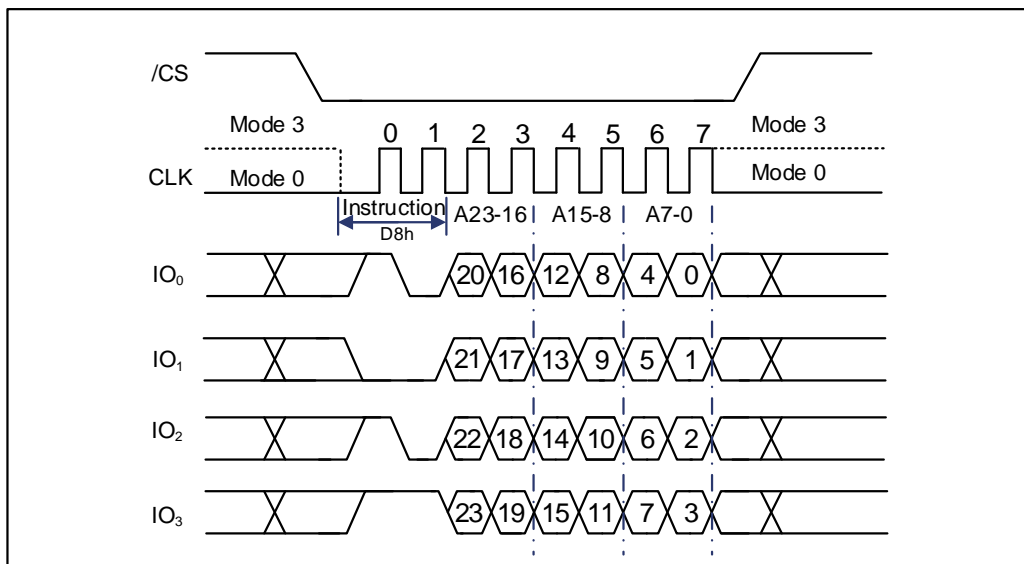 /CS
Mode 3 0 1 2 3 4 5 6 7 Mode 3
CLK Mode 0 Mode 0
Instruction A23-16 A15-8 A7-0
D8h
IO₀ 20 16 12 8 4 0
IO₁ 21 17 13 9 5 1
IO₂ 22 18 14 10 6 2
IO₃ 23 19 15 11 7 3